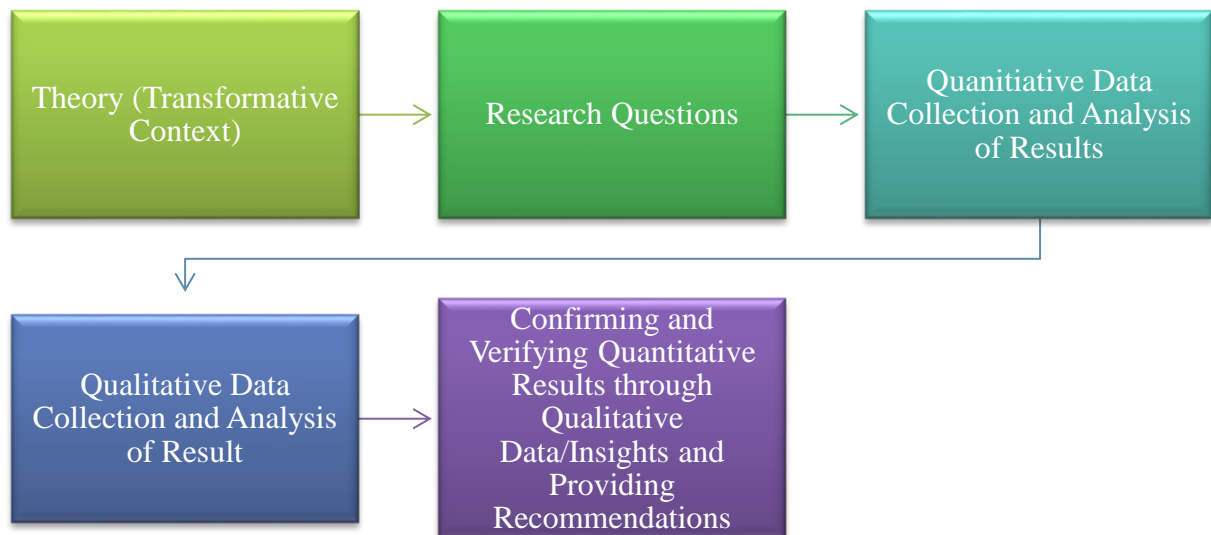 Theory (Transformative
Context)
Research Questions
Quanitiative Data
Collection and Analysis
of Results
Qualitative Data
Collection and Analysis
of Result
Confirming and
Verifying Quantitative
Results through
Qualitative
Data/Insights and
Providing
Recommendations